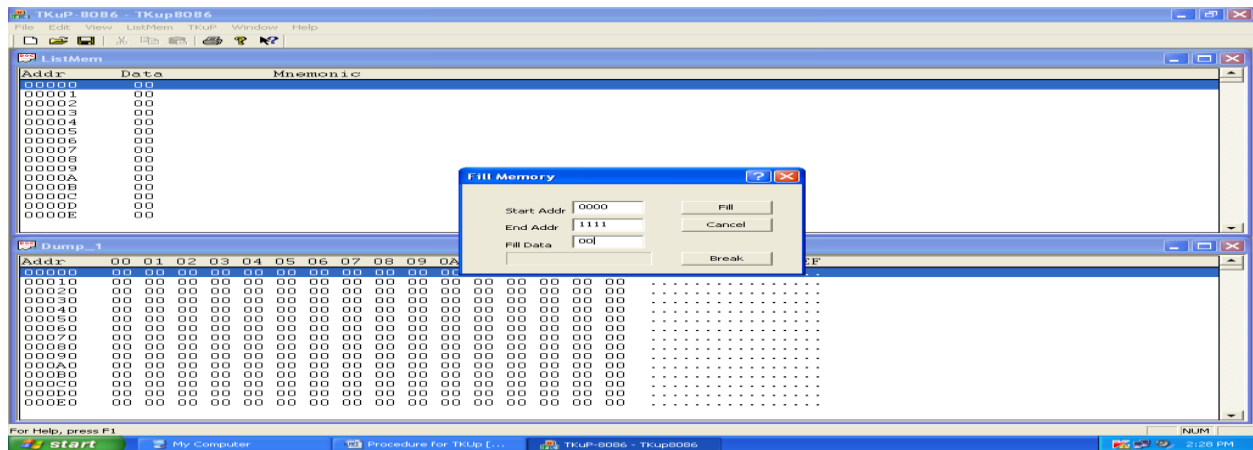 TKuP-8086 - TKup8086
File Edit View ListMem TKuP Window Help
ListMem
Addr Data Mnemonic
00000 00
00001 00
00002 00
00003 00
00004 00
00005 00
00006 00
00007 00
00008 00
00009 00
0000A 00
0000B 00
0000C 00
0000D 00
0000E 00
Fill Memory
Start Addr 0000 Fill
End Addr 1111 Cancel
Fill Data 00
Break
Dump_1
Addr 00 01 02 03 04 05 06 07 08 09 0A EF
00000 00 00 00 00 00 00 00 00 00 00 00 . .
00010 00 00 00 00 00 00 00 00 00 00 00 00 00 00 00 00 . . . . . . . . . . . . . . . .
00020 00 00 00 00 00 00 00 00 00 00 00 00 00 00 00 00 . . . . . . . . . . . . . . . .
00030 00 00 00 00 00 00 00 00 00 00 00 00 00 00 00 00 . . . . . . . . . . . . . . . .
00040 00 00 00 00 00 00 00 00 00 00 00 00 00 00 00 00 . . . . . . . . . . . . . . . .
00050 00 00 00 00 00 00 00 00 00 00 00 00 00 00 00 00 . . . . . . . . . . . . . . . .
00060 00 00 00 00 00 00 00 00 00 00 00 00 00 00 00 00 . . . . . . . . . . . . . . . .
00070 00 00 00 00 00 00 00 00 00 00 00 00 00 00 00 00 . . . . . . . . . . . . . . . .
00080 00 00 00 00 00 00 00 00 00 00 00 00 00 00 00 00 . . . . . . . . . . . . . . . .
00090 00 00 00 00 00 00 00 00 00 00 00 00 00 00 00 00 . . . . . . . . . . . . . . . .
000A0 00 00 00 00 00 00 00 00 00 00 00 00 00 00 00 00 . . . . . . . . . . . . . . . .
000B0 00 00 00 00 00 00 00 00 00 00 00 00 00 00 00 00 . . . . . . . . . . . . . . . .
000C0 00 00 00 00 00 00 00 00 00 00 00 00 00 00 00 00 . . . . . . . . . . . . . . . .
000D0 00 00 00 00 00 00 00 00 00 00 00 00 00 00 00 00 . . . . . . . . . . . . . . . .
000E0 00 00 00 00 00 00 00 00 00 00 00 00 00 00 00 00 . . . . . . . . . . . . . . . .
For Help, press F1 NUM
start My Computer Procedure for TKUp [... TKuP-8086 - TKup8086 2:28 PM